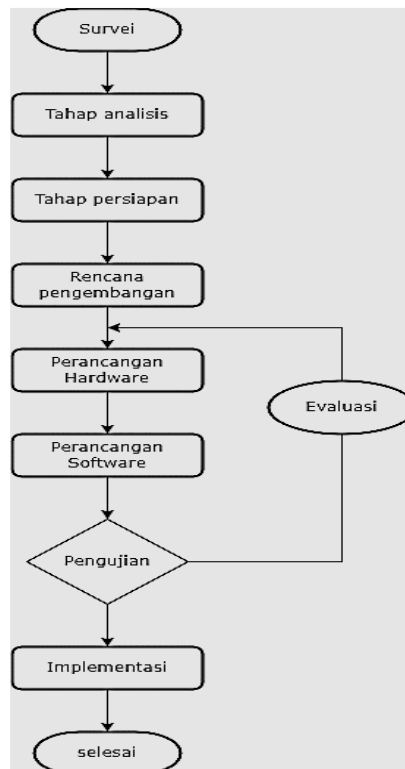 Survei
Tahap analisis
Tahap persiapan
Rencana
pengembangan
Perancangan
Hardware
Evaluasi
Perancangan
Software
Pengujian
Implementasi
selesai